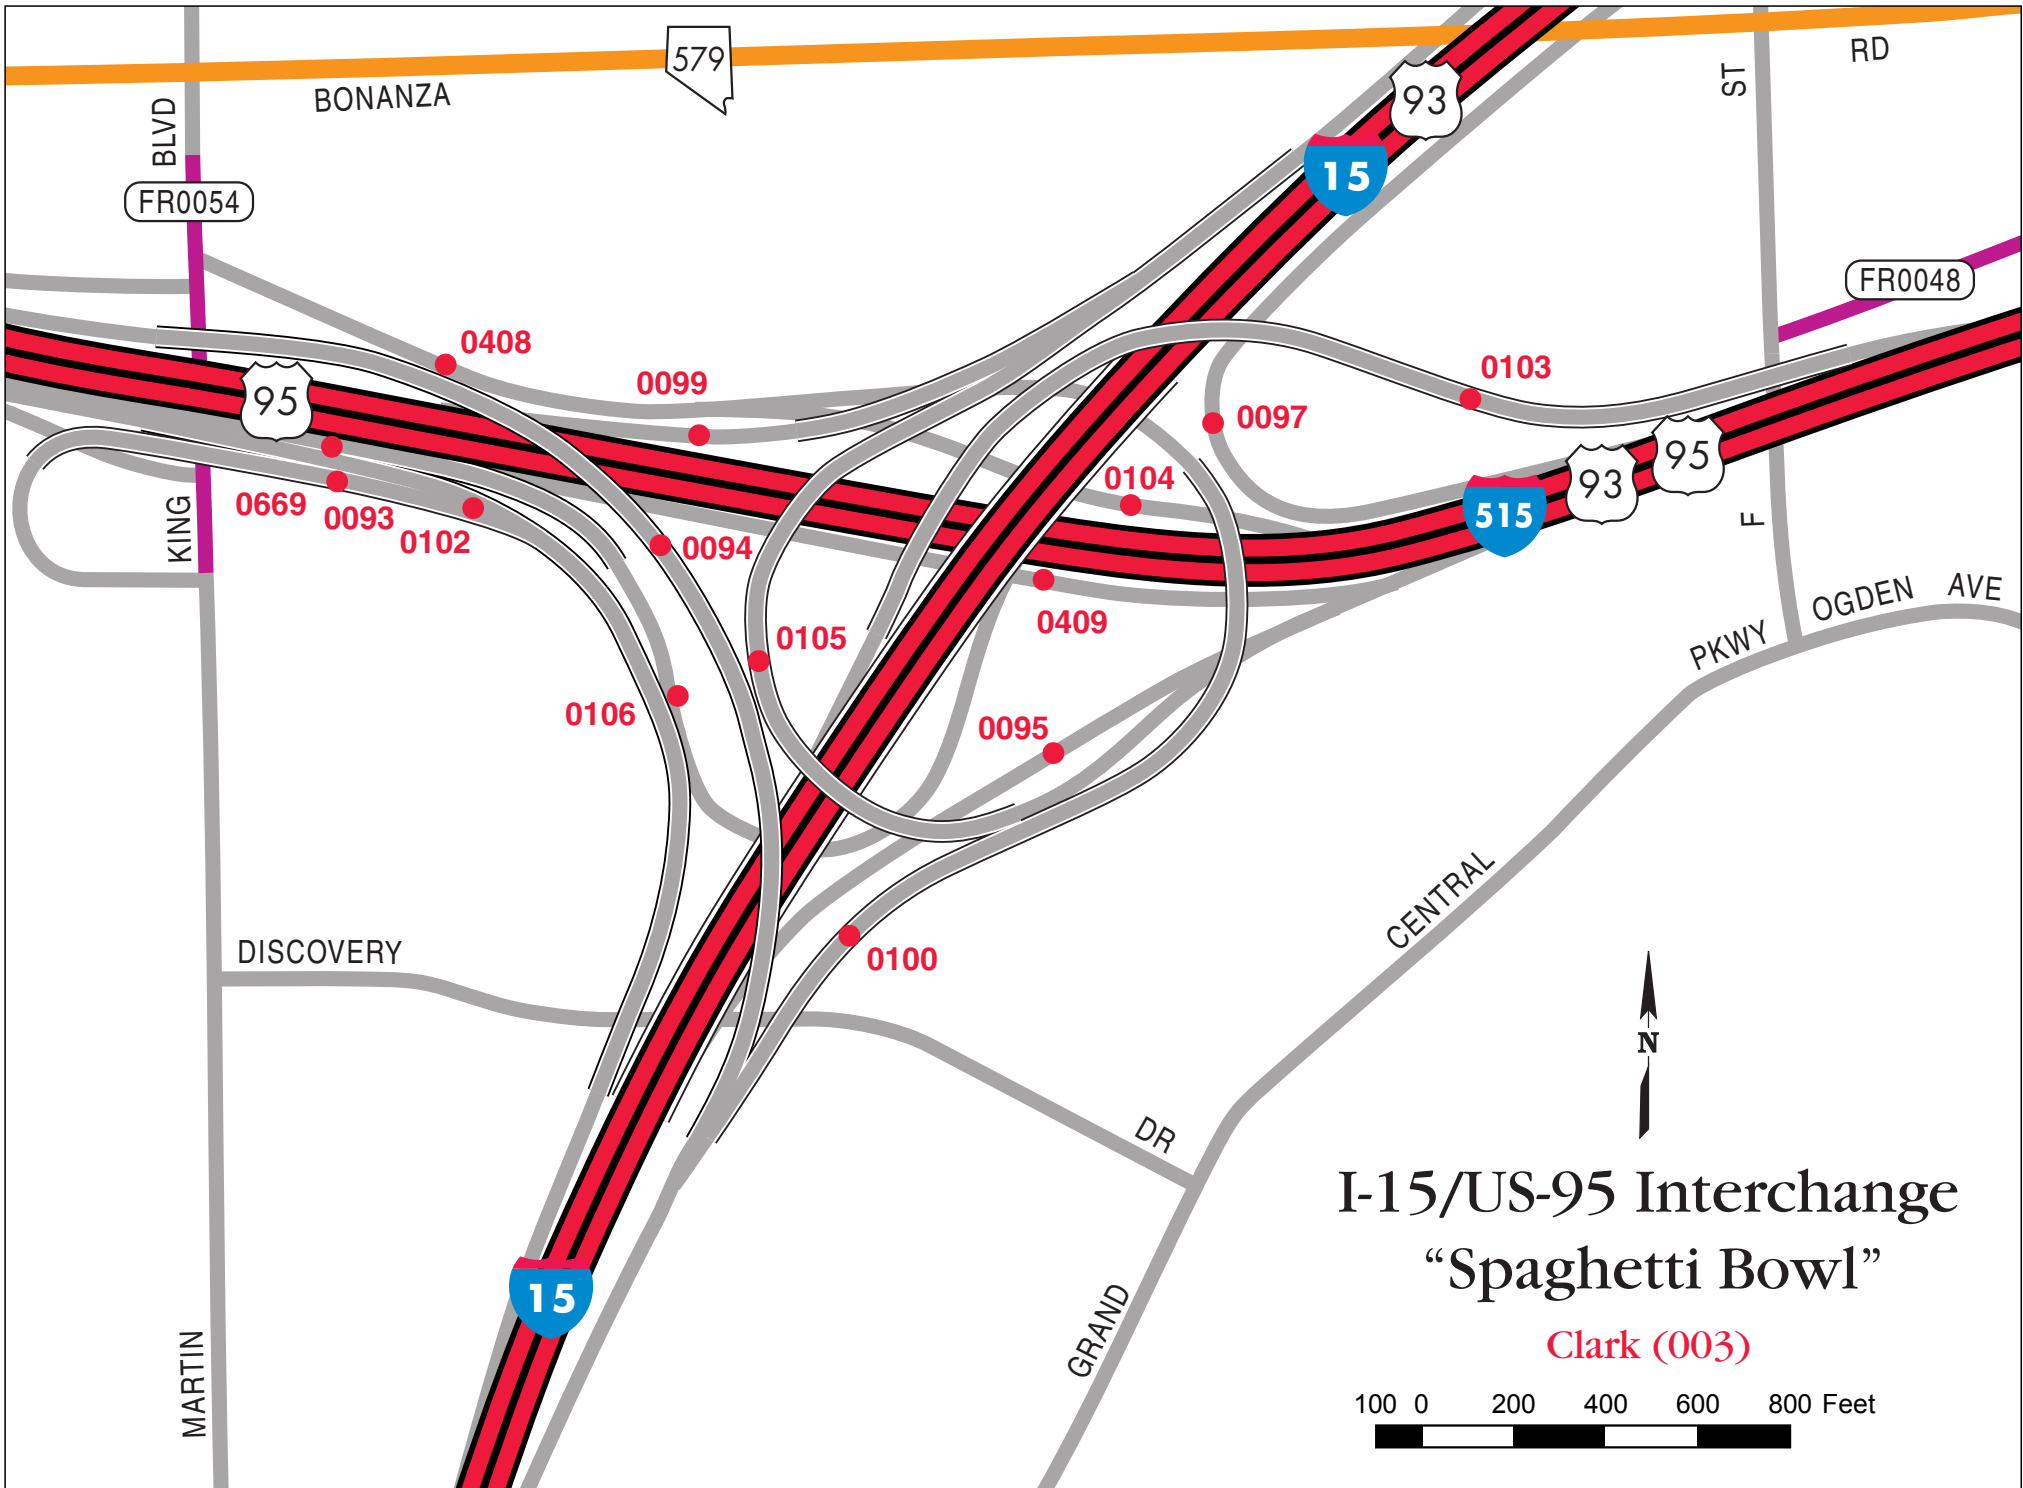 579
RD
BONANZA
93
ST
BLVD
15
FR0054
FR0048
0408
0103
0099
95
0097
95
93
0104
515
0669
0093
0102
KING
F
0094
OGDEN AVE
0409
PKWY
0105
0106
0095
CENTRAL
DISCOVERY
0100
N
DR
I-15/US-95 Interchange
“Spaghetti Bowl”
15
GRAND
Clark (003)
MARTIN
100 0 200 400 600 800 Feet